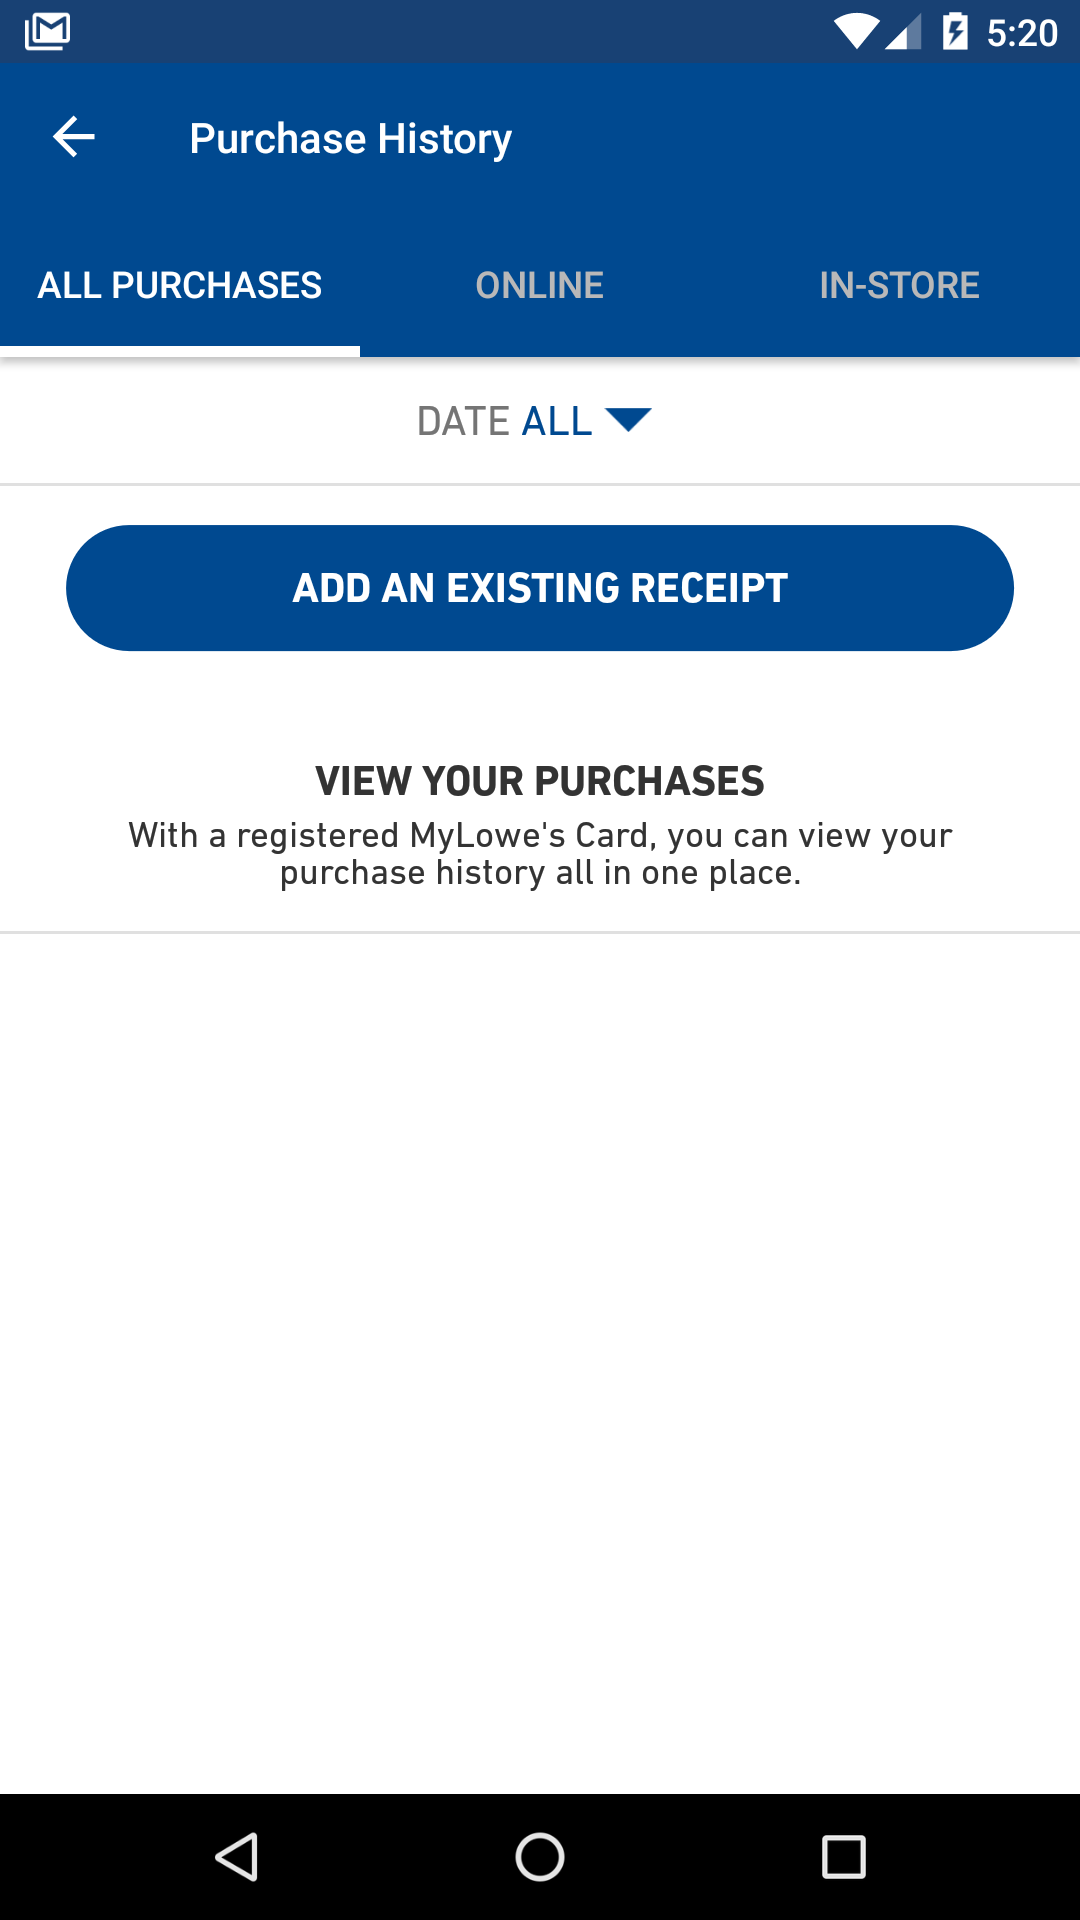 5:20
Purchase History
ALL PURCHASES ONLINE IN-STORE
DATE ALL
ADD AN EXISTING RECEIPT
VIEW YOUR PURCHASES
With a registered MyLowe's Card, you can view your
purchase history all in one place.